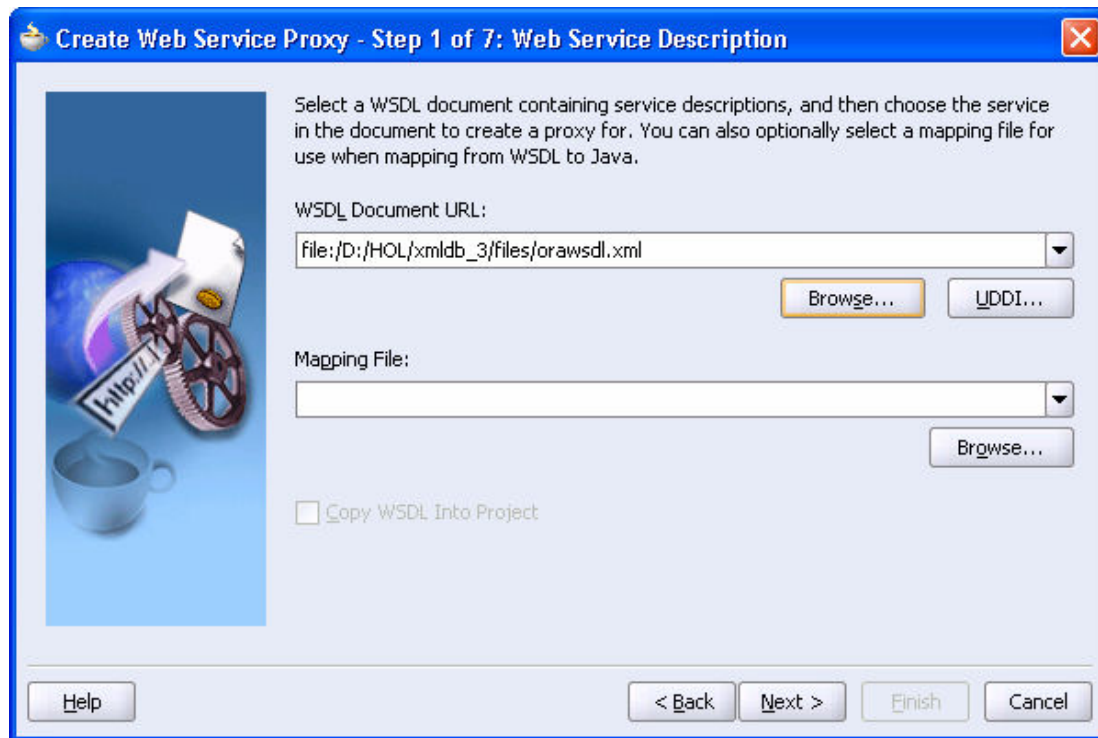 Create Web Service Proxy - Step 1 of 7: Web Service Description
Select a WSDL document containing service descriptions, and then choose the service
in the document to create a proxy for. You can also optionally select a mapping file for
use when mapping from WSDL to Java.
WSDL Document URL:
file:/D:/HOL/xmldb_3/files/orawsdl.xml
Browse... UDDI...
http://.
Mapping File:
Browse...
Copy WSDL Into Project
Help < Back Next > Finish Cancel